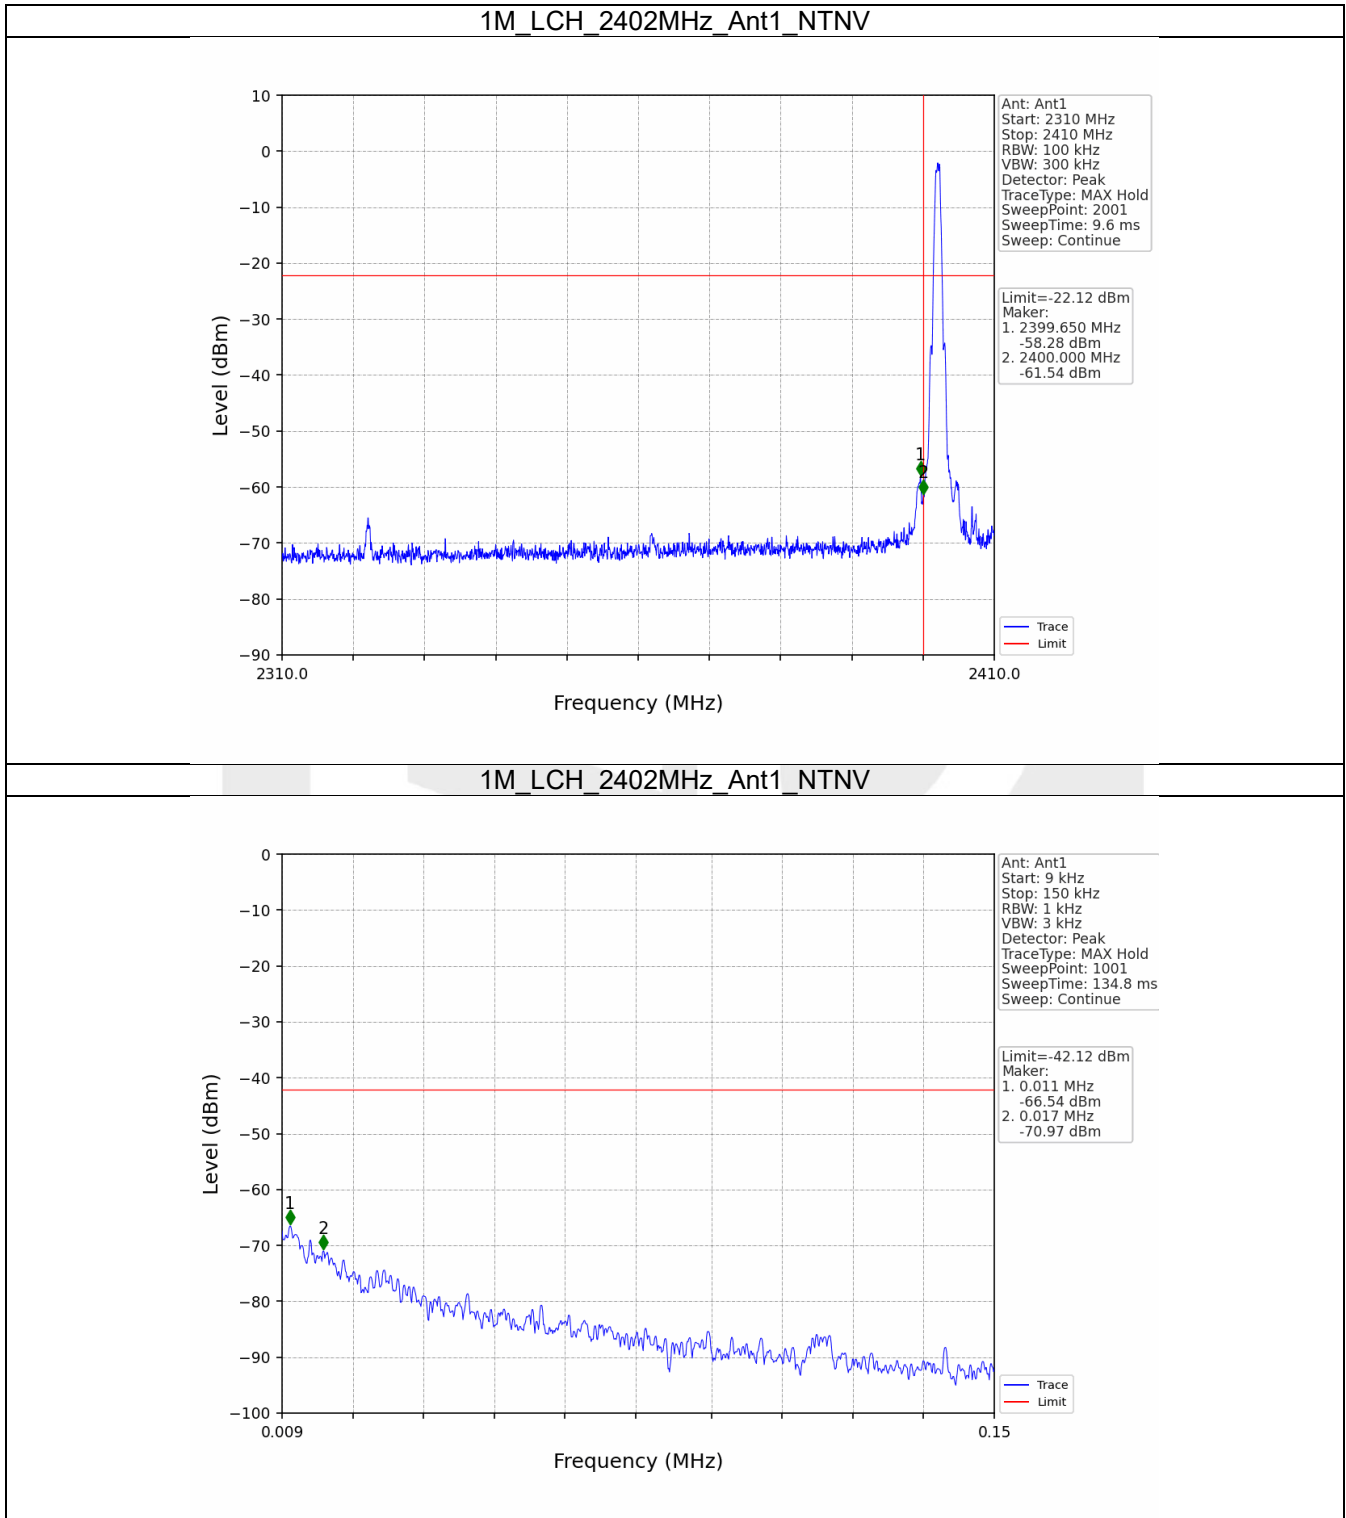 1M_LCH_2402MHz_Ant1_NTNV
10
0
−10
−20
−30
−40
−50
−60
−70
−80
−90
Level (dBm)
1
2
2310.0
2410.0
Frequency (MHz)
Ant: Ant1
Start: 2310 MHz
Stop: 2410 MHz
RBW: 100 kHz
VBW: 300 kHz
Detector: Peak
TraceType: MAX Hold
SweepPoint: 2001
SweepTime: 9.6 ms
Sweep: Continue
Limit=-22.12 dBm
Maker:
1. 2399.650 MHz
-58.28 dBm
2. 2400.000 MHz
-61.54 dBm
Trace
Limit
1M_LCH_2402MHz_Ant1_NTNV
0
−10
−20
−30
−40
−50
−60
−70
−80
−90
−100
Level (dBm)
1
2
0.009
0.15
Frequency (MHz)
Ant: Ant1
Start: 9 kHz
Stop: 150 kHz
RBW: 1 kHz
VBW: 3 kHz
Detector: Peak
TraceType: MAX Hold
SweepPoint: 1001
SweepTime: 134.8 ms
Sweep: Continue
Limit=-42.12 dBm
Maker:
1. 0.011 MHz
-66.54 dBm
2. 0.017 MHz
-70.97 dBm
Trace
Limit